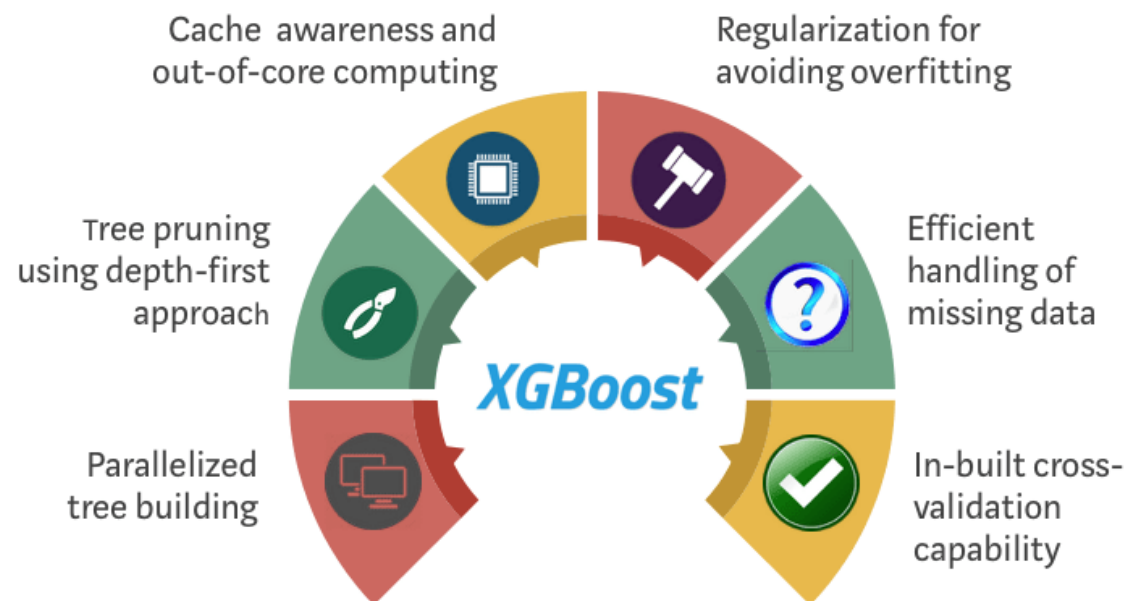 Cache awareness and
out-of-core computing
Regularization for
avoiding overfitting
Tree pruning
using depth-first
approach
Efficient
handling of
missing data
XGBoost
Parallelized
tree building
In-built cross-
validation
capability